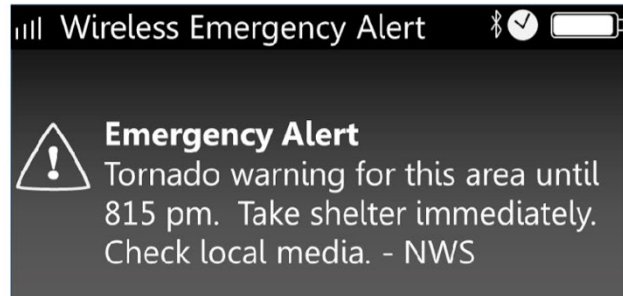 Wireless Emergency Alert
Emergency Alert
Tornado warning for this area until
815 pm.  Take shelter immediately.
Check local media. - NWS